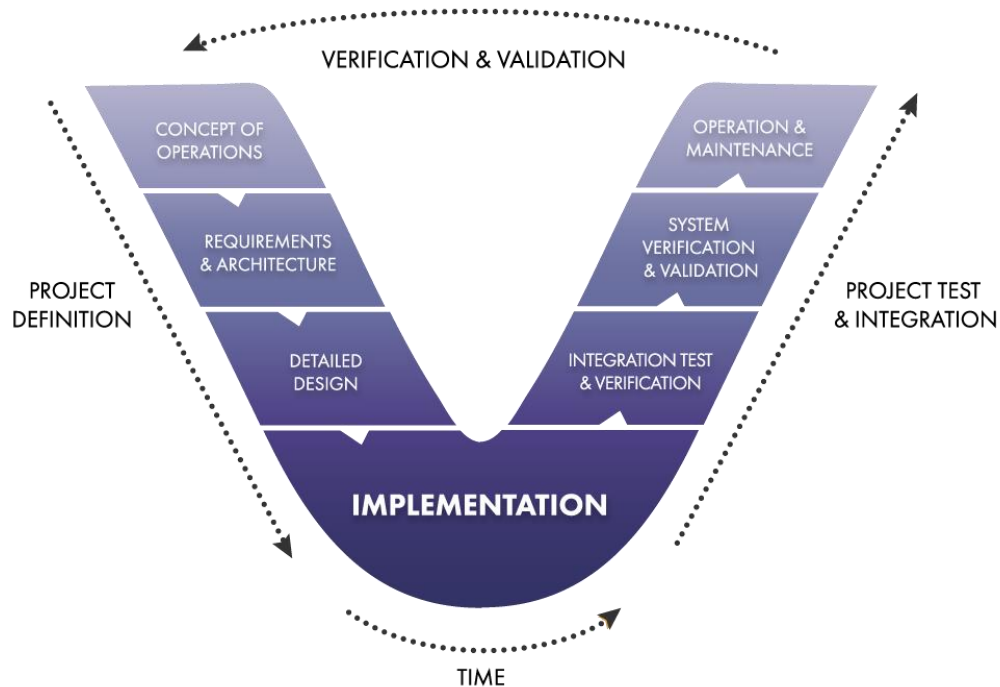 VERIFICATION & VALIDATION
CONCEPT OF
OPERATIONS
REQUIREMENTS
& ARCHITECTURE
DETAILED
DESIGN
PROJECT
DEFINITION
IMPLEMENTATION
OPERATION &
MAINTENANCE
SYSTEM
VERIFICATION
& VALIDATION
INTEGRATION TEST
& VERIFICATION
PROJECT TEST
& INTEGRATION
TIME